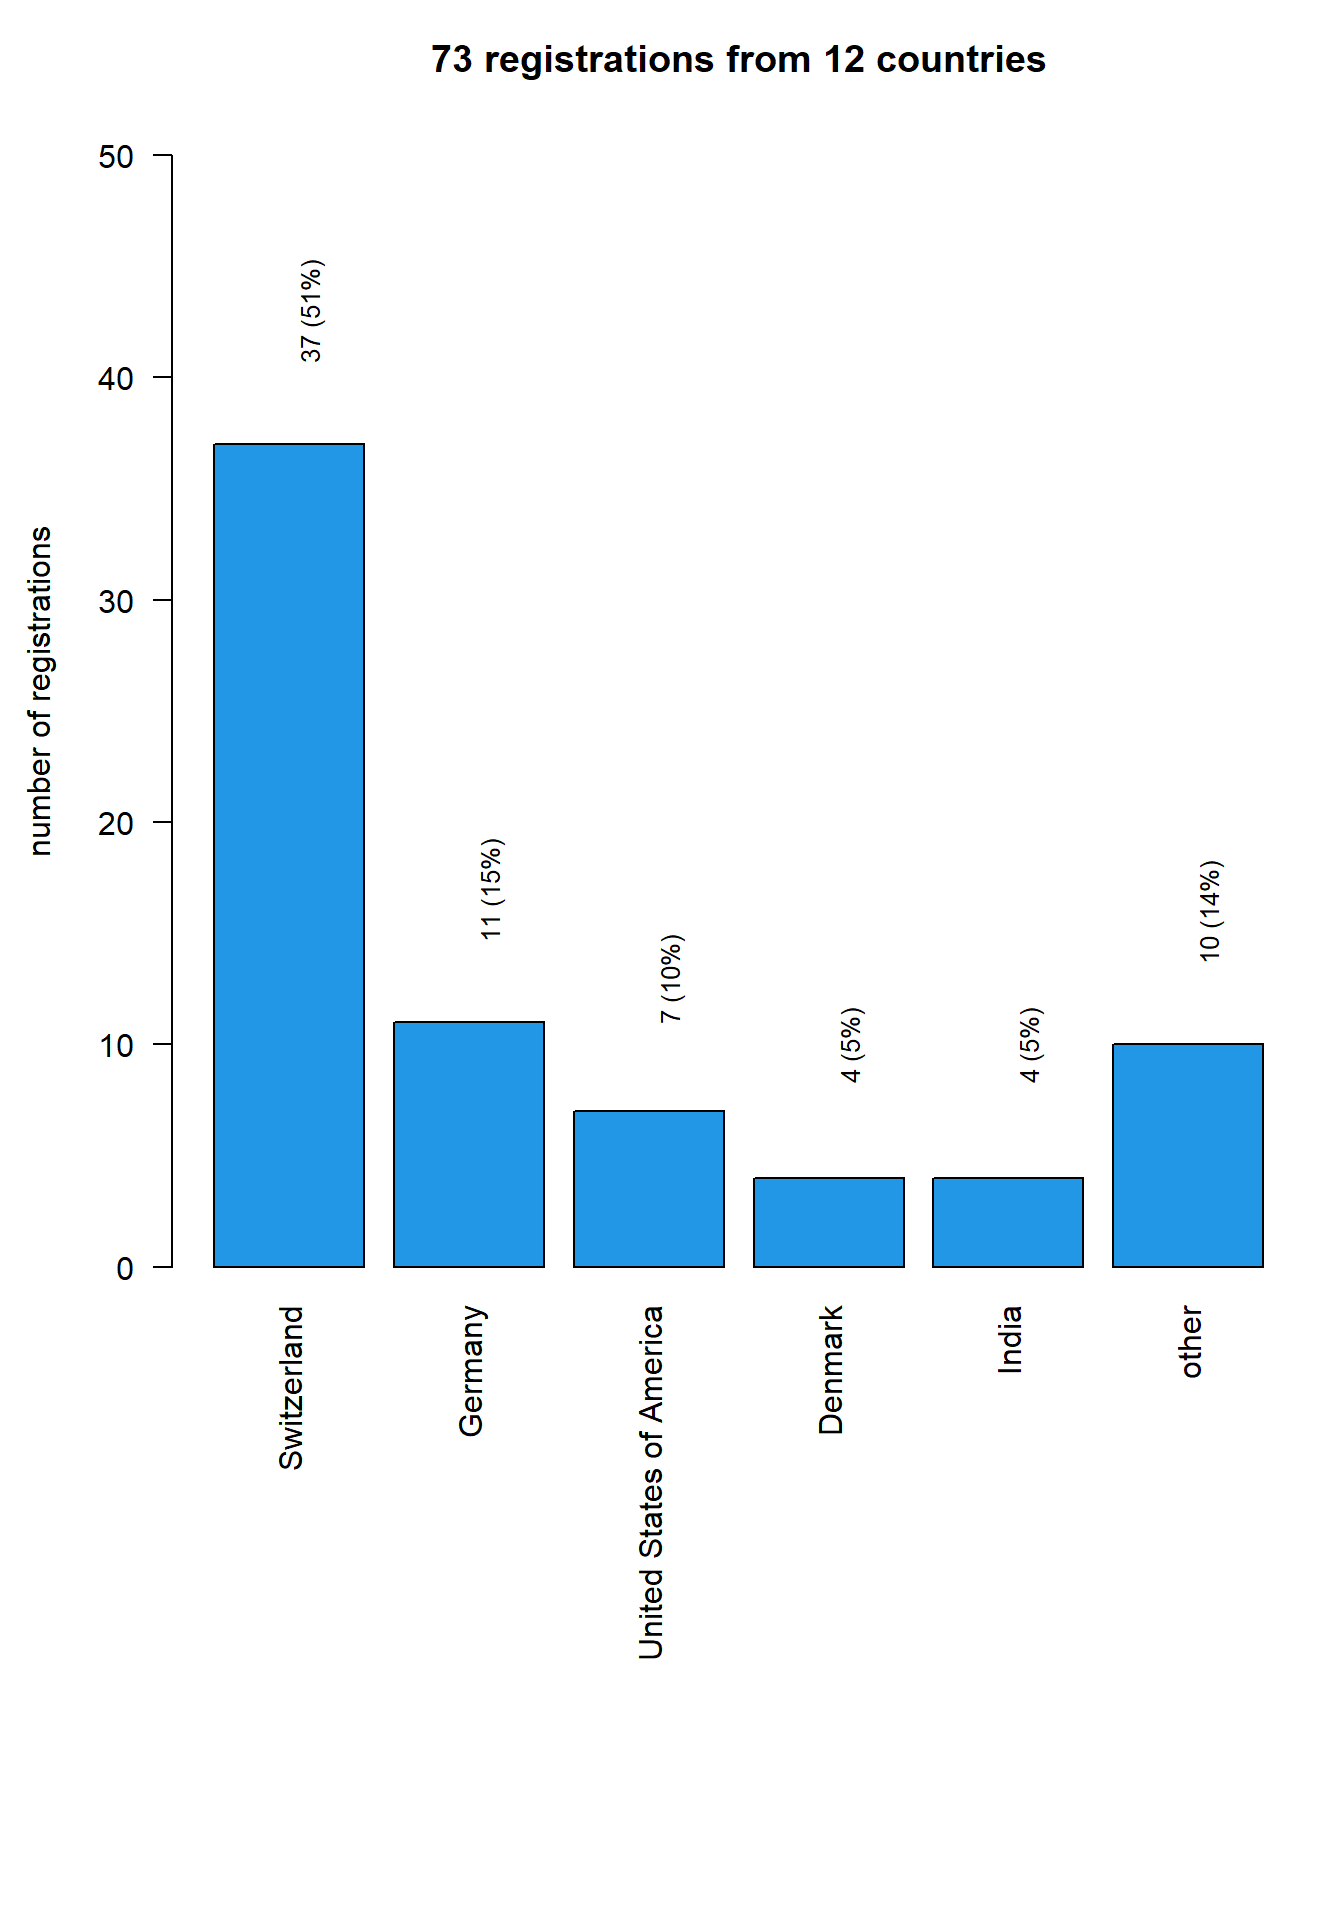 73 registrations from 12 countries
number of registrations
50
40
30
20
10
0
37 (51%)
11 (15%)
7 (10%)
4 (5%)
4 (5%)
10 (14%)
Switzerland
Germany
United States of America
Denmark
India
other